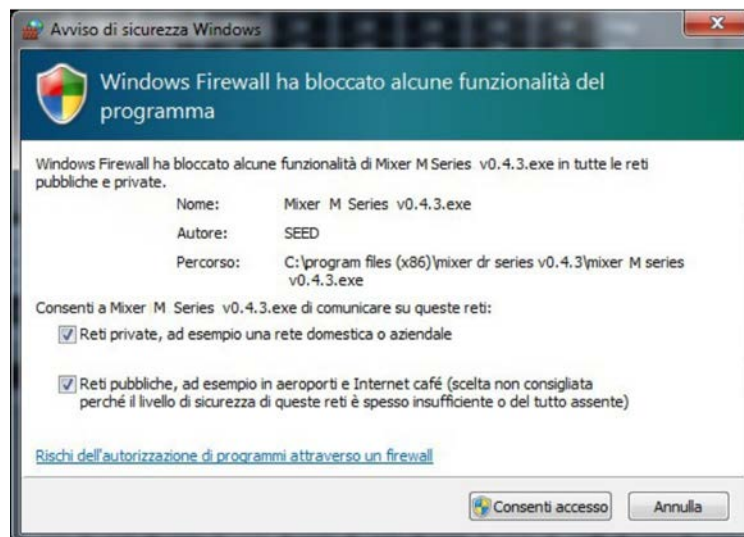 Avviso di sicurezza Windows
Windows Firewall ha bloccato alcune funzionalità del
programma
Windows Firewall ha bloccato alcune funzionalità di Mixer M Series v0.4.3.exe in tutte le reti
pubbliche e private.
Nome: Mixer M Series v0.4.3.exe
Autore: SEED
Percorso: C:\program files (x86)\mixer dr series v0.4.3\mixer M series
v0.4.3.exe
Consenti a Mixer M Series v0.4.3.exe di comunicare su queste reti:
Reti private, ad esempio una rete domestica o aziendale
Reti pubbliche, ad esempio in aeroporti e Internet café (scelta non consigliata
perché il livello di sicurezza di queste reti è spesso insufficiente o del tutto assente)
Rischi dell'autorizzazione di programmi attraverso un firewall
Consenti accesso Annulla